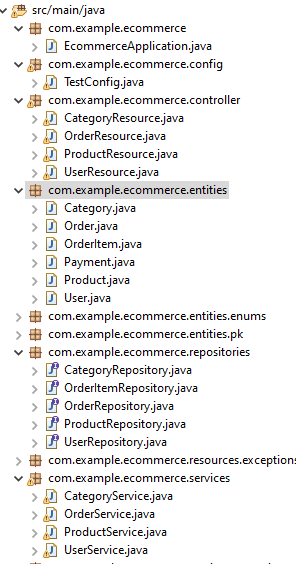 src/main/java
com.example.ecommerce
EcommerceApplication.java
com.example.ecommerce.config
TestConfig.java
com.example.ecommerce.controller
CategoryResource.java
OrderResource.java
ProductResource.java
UserResource.java
com.example.ecommerce.entities
Category.java
Order.java
OrderItem.java
Payment.java
Product.java
User.java
com.example.ecommerce.entities.enums
com.example.ecommerce.entities.pk
com.example.ecommerce.repositories
CategoryRepository.java
OrderItemRepository.java
OrderRepository.java
ProductRepository.java
UserRepository.java
com.example.ecommerce.resources.exceptions
com.example.ecommerce.services
CategoryService.java
OrderService.java
ProductService.java
UserService.java